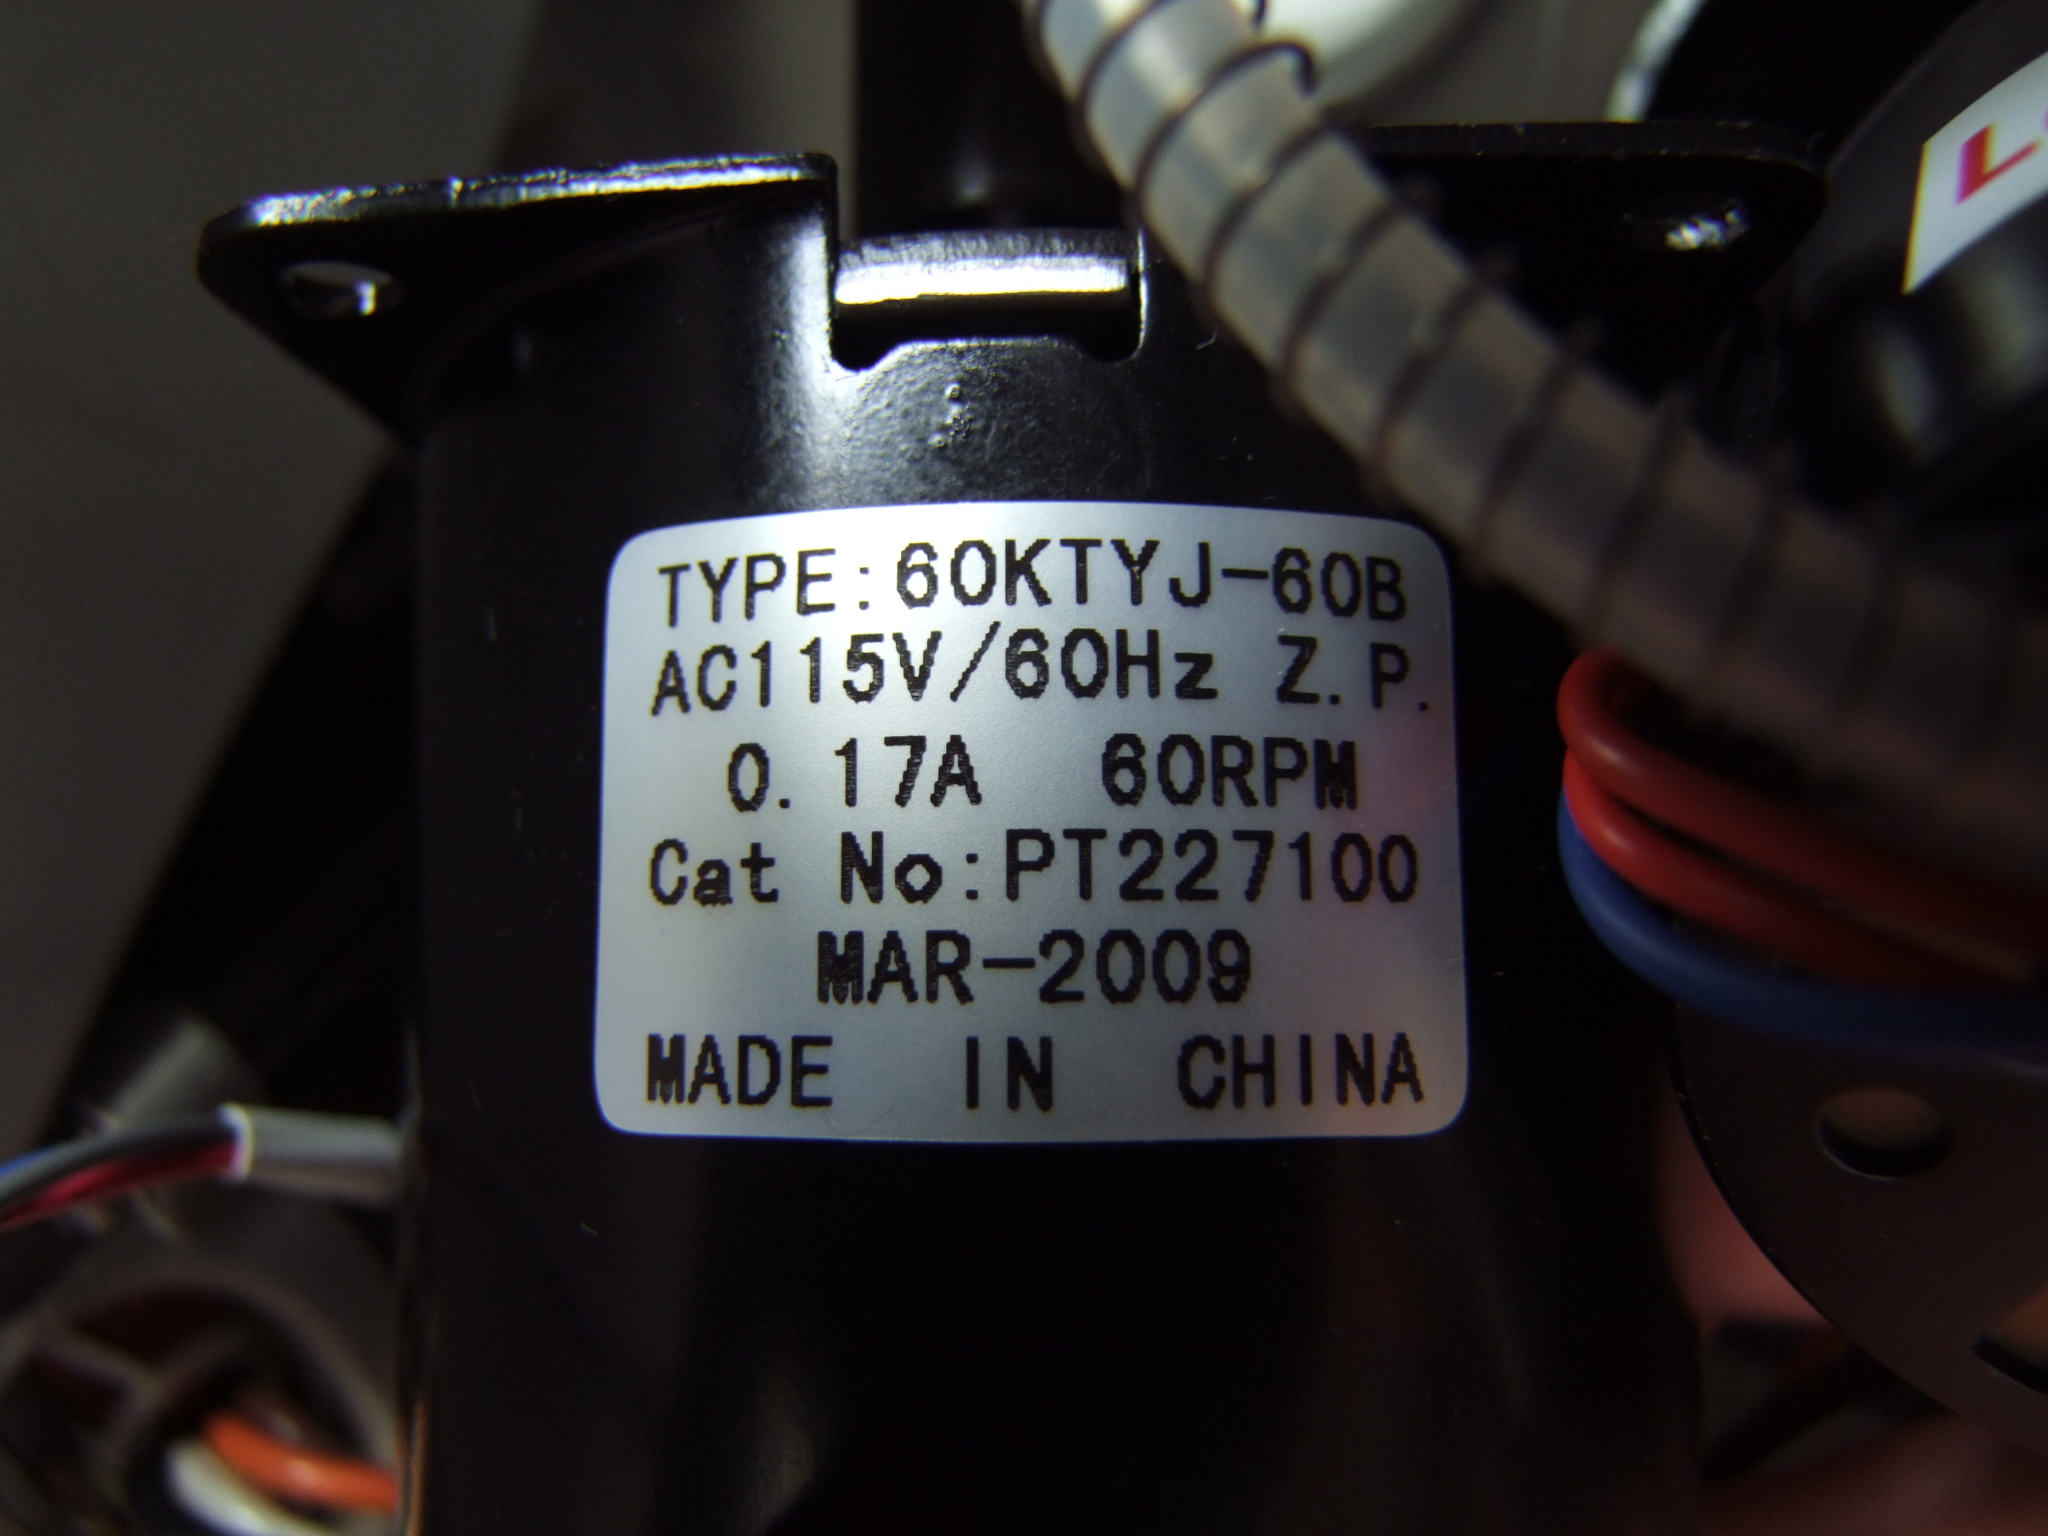 TYPE:60KTYJ-60B
AC115V/60Hz Z.P.
0.17A 60RPM
Cat No:PT227100
MAR-2009
MADE IN CHINA